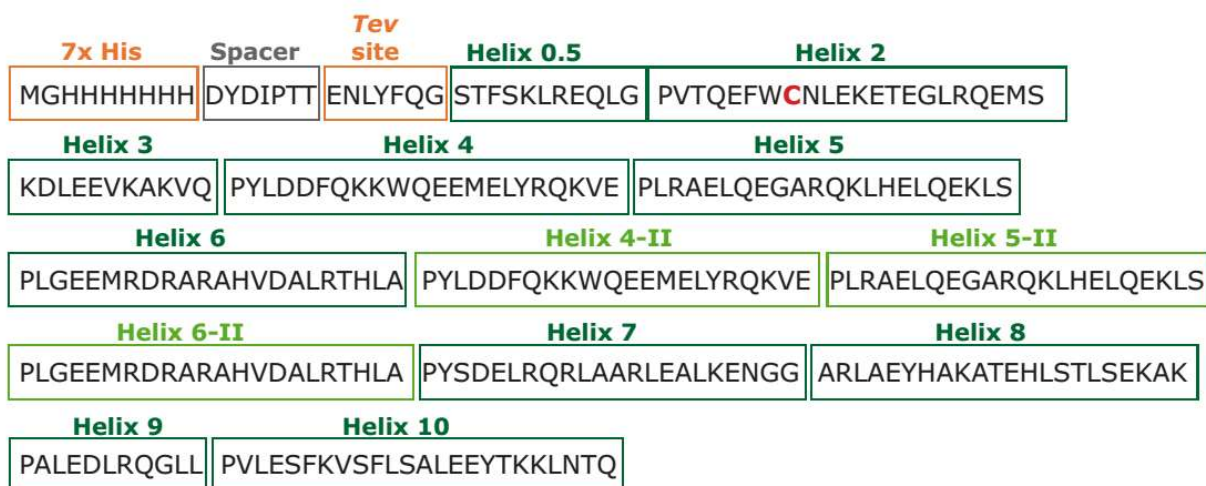 Tev
7x His Spacer site Helix 0.5 Helix 2
MGHHHHHHH DYDIPTT ENLYFQG STFSKLREQLG PVTQEFWCNLEKETEGLRQEMS
Helix 3 Helix 4 Helix 5
KDLEEVKAKVQ PYLDDFQKKWQEEMELYRQKVE PLRAELQEGARQKLHELQEKLS
Helix 6 Helix 4-II Helix 5-II
PLGEEMRDRARAHVDALRTHLA PYLDDFQKKWQEEMELYRQKVE PLRAELQEGARQKLHELQEKLS
Helix 6-II Helix 7 Helix 8
PLGEEMRDRARAHVDALRTHLA PYSDELRQRLAARLEALKENGG ARLAEYHAKATEHLSTLSEKAK
Helix 9 Helix 10
PALEDLRQGLL PVLESFKVSFLSALEEYTKKLNTQ